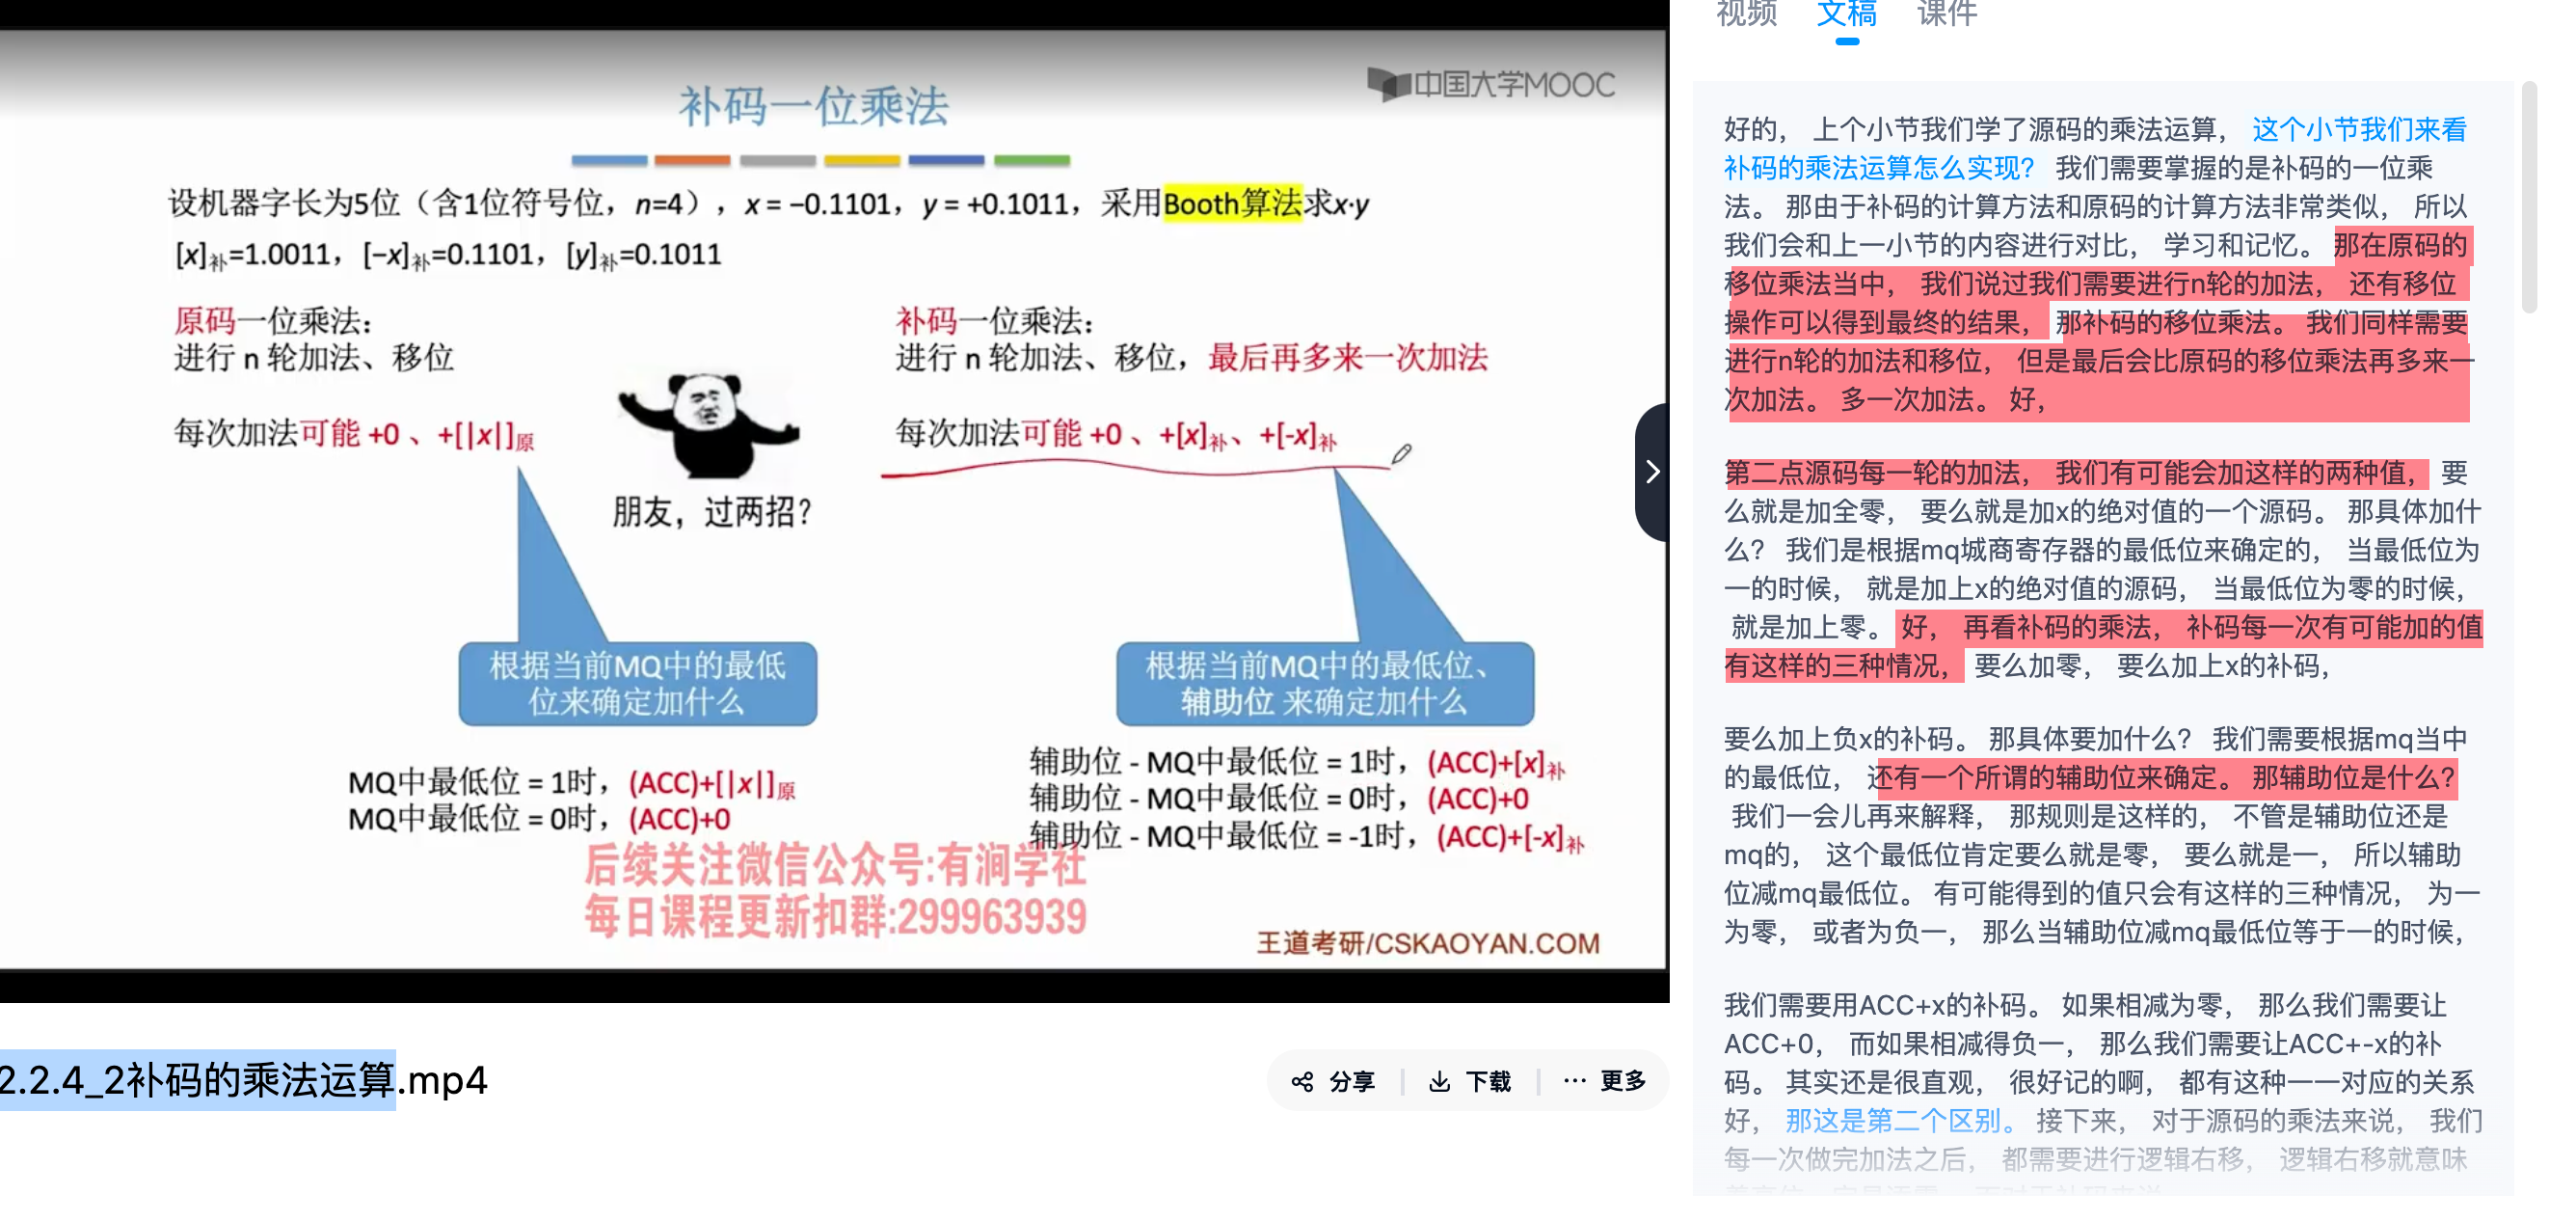 中国大学MOOC
补码一位乘法
设机器字长为5位（含1位符号位，n=4），x = −0.1101，y = +0.1011，采用Booth算法求x·y
[x]补=1.0011，[−x]补=0.1101，[y]补=0.1011
原码一位乘法：
进行 n 轮加法、移位
每次加法可能 +0 、+[|x|]原
朋友，过两招？
补码一位乘法：
进行 n 轮加法、移位，最后再多来一次加法
每次加法可能 +0 、+[x]补、+[-x]补
根据当前MQ中的最低
位来确定加什么
根据当前MQ中的最低位、
辅助位 来确定加什么
MQ中最低位 = 1时，(ACC)+[|x|]原
MQ中最低位 = 0时，(ACC)+0
辅助位 - MQ中最低位 = 1时，(ACC)+[x]补
辅助位 - MQ中最低位 = 0时，(ACC)+0
辅助位 - MQ中最低位 = -1时，(ACC)+[-x]补
后续关注微信公众号:有涧学社
每日课程更新扣群:299963939
王道考研/CSKAOYAN.COM
2.2.4_2补码的乘法运算.mp4
分享
下载
更多
视频 文稿 课件
好的， 上个小节我们学了源码的乘法运算， 这个小节我们来看
补码的乘法运算怎么实现？ 我们需要掌握的是补码的一位乘
法。 那由于补码的计算方法和原码的计算方法非常类似， 所以
我们会和上一小节的内容进行对比， 学习和记忆。 那在原码的
移位乘法当中， 我们说过我们需要进行n轮的加法， 还有移位
操作可以得到最终的结果， 那补码的移位乘法。 我们同样需要
进行n轮的加法和移位， 但是最后会比原码的移位乘法再多来一
次加法。 多一次加法。 好，
第二点源码每一轮的加法， 我们有可能会加这样的两种值， 要
么就是加全零， 要么就是加x的绝对值的一个源码。 那具体加什
么？ 我们是根据mq城商寄存器的最低位来确定的， 当最低位为
一的时候， 就是加上x的绝对值的源码， 当最低位为零的时候，
就是加上零。 好， 再看补码的乘法， 补码每一次有可能加的值
有这样的三种情况， 要么加零， 要么加上x的补码，
要么加上负x的补码。 那具体要加什么？ 我们需要根据mq当中
的最低位， 还有一个所谓的辅助位来确定。 那辅助位是什么？
我们一会儿再来解释， 那规则是这样的， 不管是辅助位还是
mq的， 这个最低位肯定要么就是零， 要么就是一， 所以辅助
位减mq最低位。 有可能得到的值只会有这样的三种情况， 为一
为零， 或者为负一， 那么当辅助位减mq最低位等于一的时候，
我们需要用ACC+x的补码。 如果相减为零， 那么我们需要让
ACC+0， 而如果相减得负一， 那么我们需要让ACC+-x的补
码。 其实还是很直观， 很好记的啊， 都有这种一一对应的关系
好， 那这是第二个区别。 接下来， 对于源码的乘法来说， 我们
每一次做完加法之后， 都需要进行逻辑右移， 逻辑右移就意味